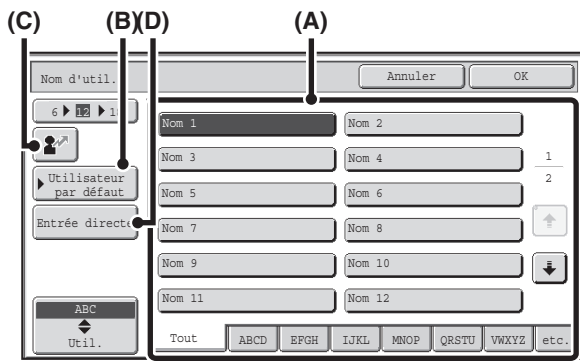 (C) (B)(D) (A)
Nom d'util.
Annuler
OK
6 12 1
Utilisateur
par défaut
Entrée directe
ABC
Util.
Nom 1
Nom 2
Nom 3
Nom 4
Nom 5
Nom 6
Nom 7
Nom 8
Nom 9
Nom 10
Nom 11
Nom 12
1
2
Tout ABCD EFGH IJKL MNOP QRSTU VWXYZ etc.